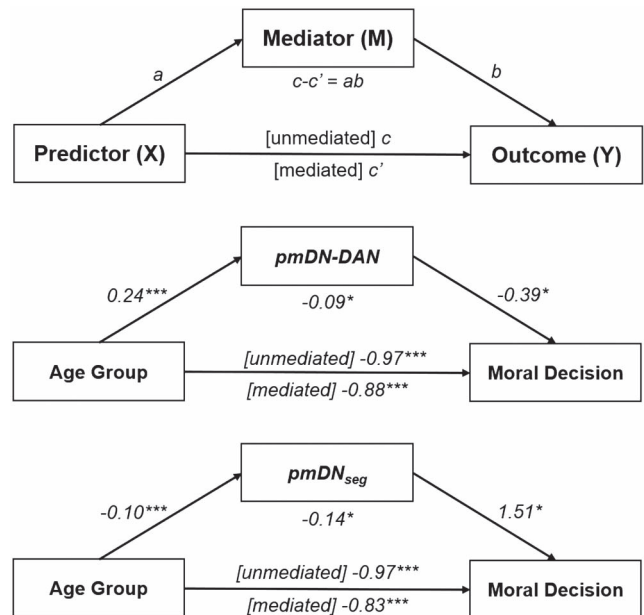 Mediator (M)
a
c-c' = ab
b
Predictor (X)
[unmediated] c
[mediated] c'
Outcome (Y)
pmDN-DAN
0.24***
-0.09*
-0.39*
Age Group
[unmediated] -0.97***
[mediated] -0.88***
Moral Decision
pmDNseg
-0.10***
-0.14*
1.51*
Age Group
[unmediated] -0.97***
[mediated] -0.83***
Moral Decision